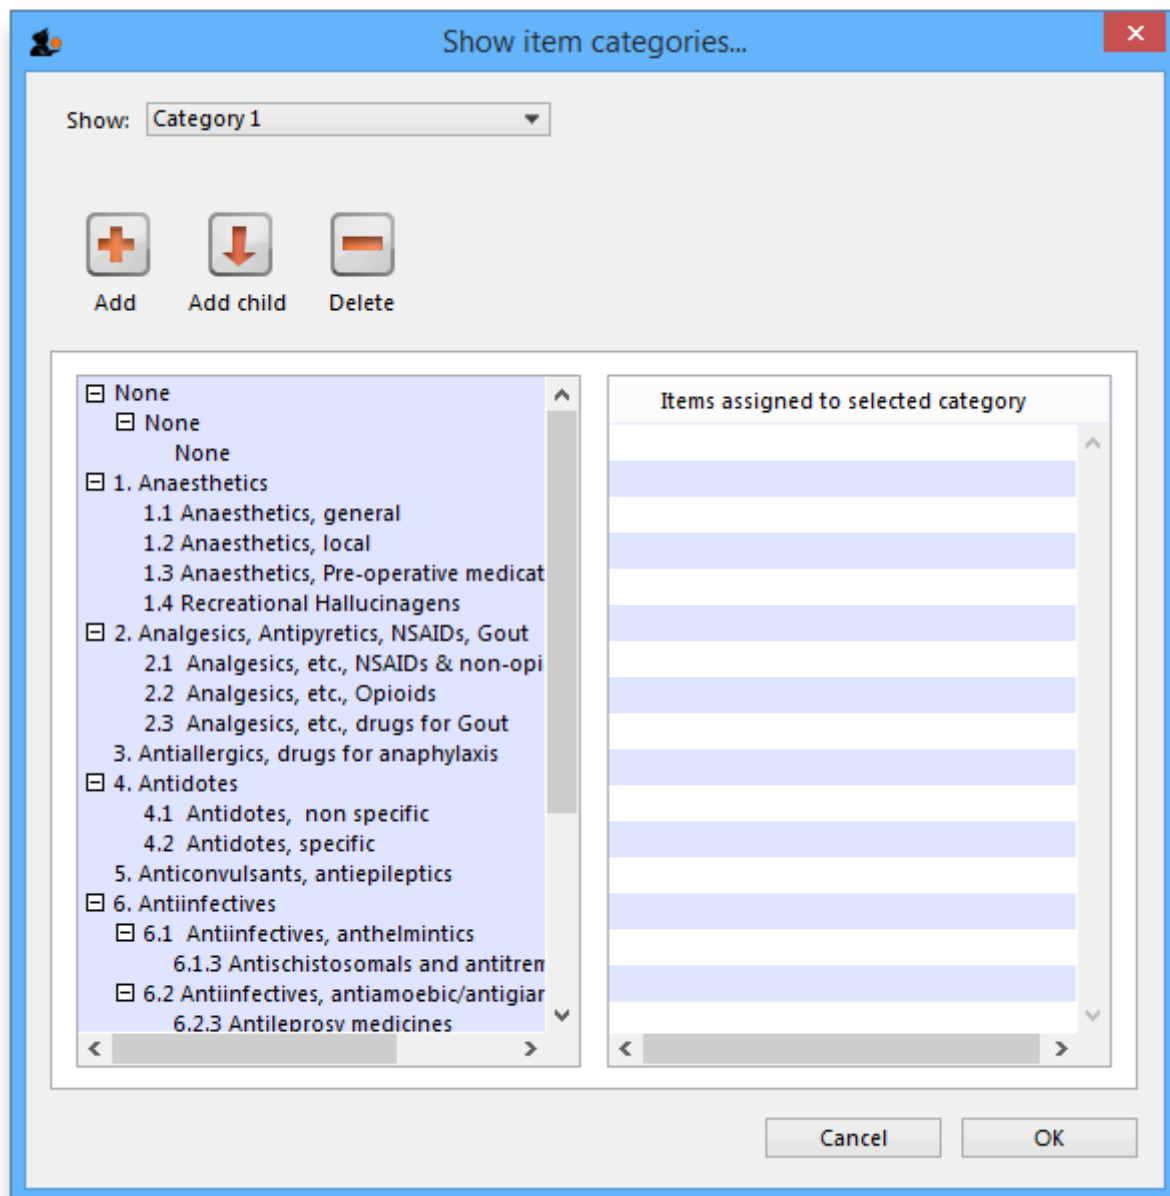 Show item categories...
Show: Category 1
Add Add child Delete
None
None
None
1. Anaesthetics
1.1 Anaesthetics, general
1.2 Anaesthetics, local
1.3 Anaesthetics, Pre-operative medicat
1.4 Recreational Hallucinagens
2. Analgesics, Antipyretics, NSAIDs, Gout
2.1 Analgesics, etc., NSAIDs & non-opi
2.2 Analgesics, etc., Opioids
2.3 Analgesics, etc., drugs for Gout
3. Antiallergics, drugs for anaphylaxis
4. Antidotes
4.1 Antidotes, non specific
4.2 Antidotes, specific
5. Anticonvulsants, antiepileptics
6. Antiinfectives
6.1 Antiinfectives, anthelmintics
6.1.3 Antischistosomals and antitrem
6.2 Antiinfectives, antiamoebic/antigiar
6.2.3 Antileprosy medicines
Items assigned to selected category
Cancel OK